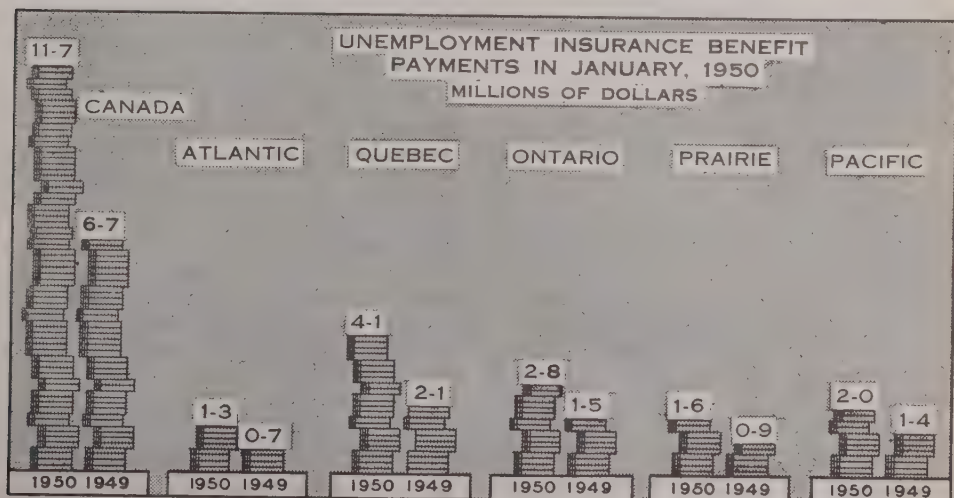 UNEMPLOYMENT INSURANCE BENEFIT
PAYMENTS IN JANUARY, 1950
MILLIONS OF DOLLARS
11-7
CANADA
6-7
1950 1949
ATLANTIC
1-3
0-7
1950 1949
QUEBEC
4-1
2-1
1950 1949
ONTARIO
2-8
1-5
1950 1949
PRAIRIE
1-6
0-9
1950 1949
PACIFIC
2-0
1-4
1950 1949